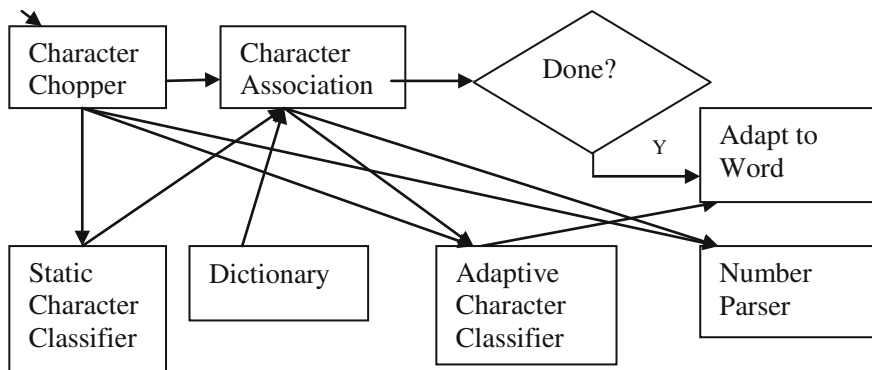 Character
Chopper
Character
Association
Done?
Y
Adapt to
Word
Static
Character
Classifier
Dictionary
Adaptive
Character
Classifier
Number
Parser